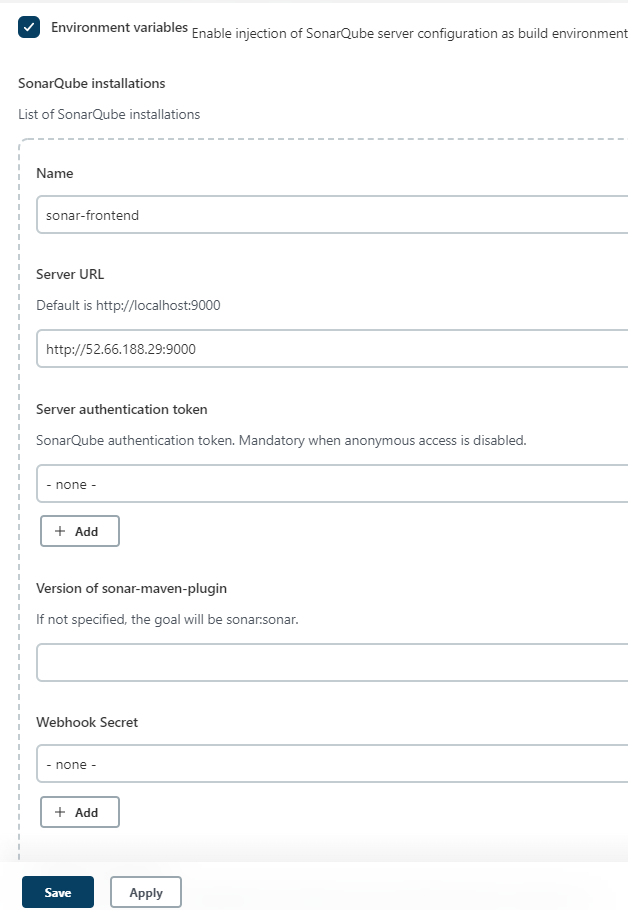 Environment variables Enable injection of SonarQube server configuration as build environment
SonarQube installations
List of SonarQube installations
Name
sonar-frontend
Server URL
Default is http://localhost:9000
http://52.66.188.29:9000
Server authentication token
SonarQube authentication token. Mandatory when anonymous access is disabled.
- none -
+ Add
Version of sonar-maven-plugin
If not specified, the goal will be sonar:sonar.
Webhook Secret
- none -
+ Add
Save Apply